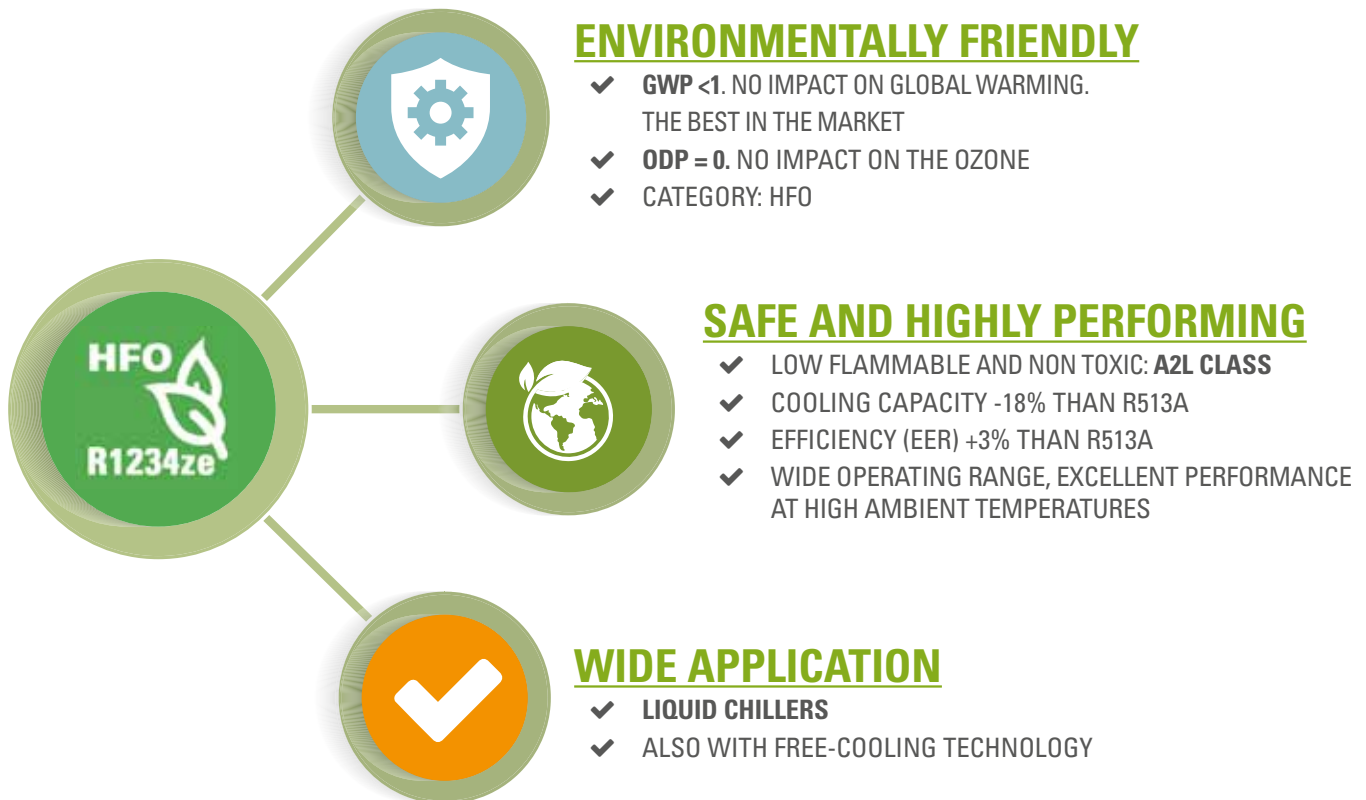 ENVIRONMENTALLY FRIENDLY
GWP <1. NO IMPACT ON GLOBAL WARMING.
THE BEST IN THE MARKET
ODP = 0. NO IMPACT ON THE OZONE
CATEGORY: HFO
HFO
R1234ze
SAFE AND HIGHLY PERFORMING
LOW FLAMMABLE AND NON TOXIC: A2L CLASS
COOLING CAPACITY -18% THAN R513A
EFFICIENCY (EER) +3% THAN R513A
WIDE OPERATING RANGE, EXCELLENT PERFORMANCE
AT HIGH AMBIENT TEMPERATURES
WIDE APPLICATION
LIQUID CHILLERS
ALSO WITH FREE-COOLING TECHNOLOGY